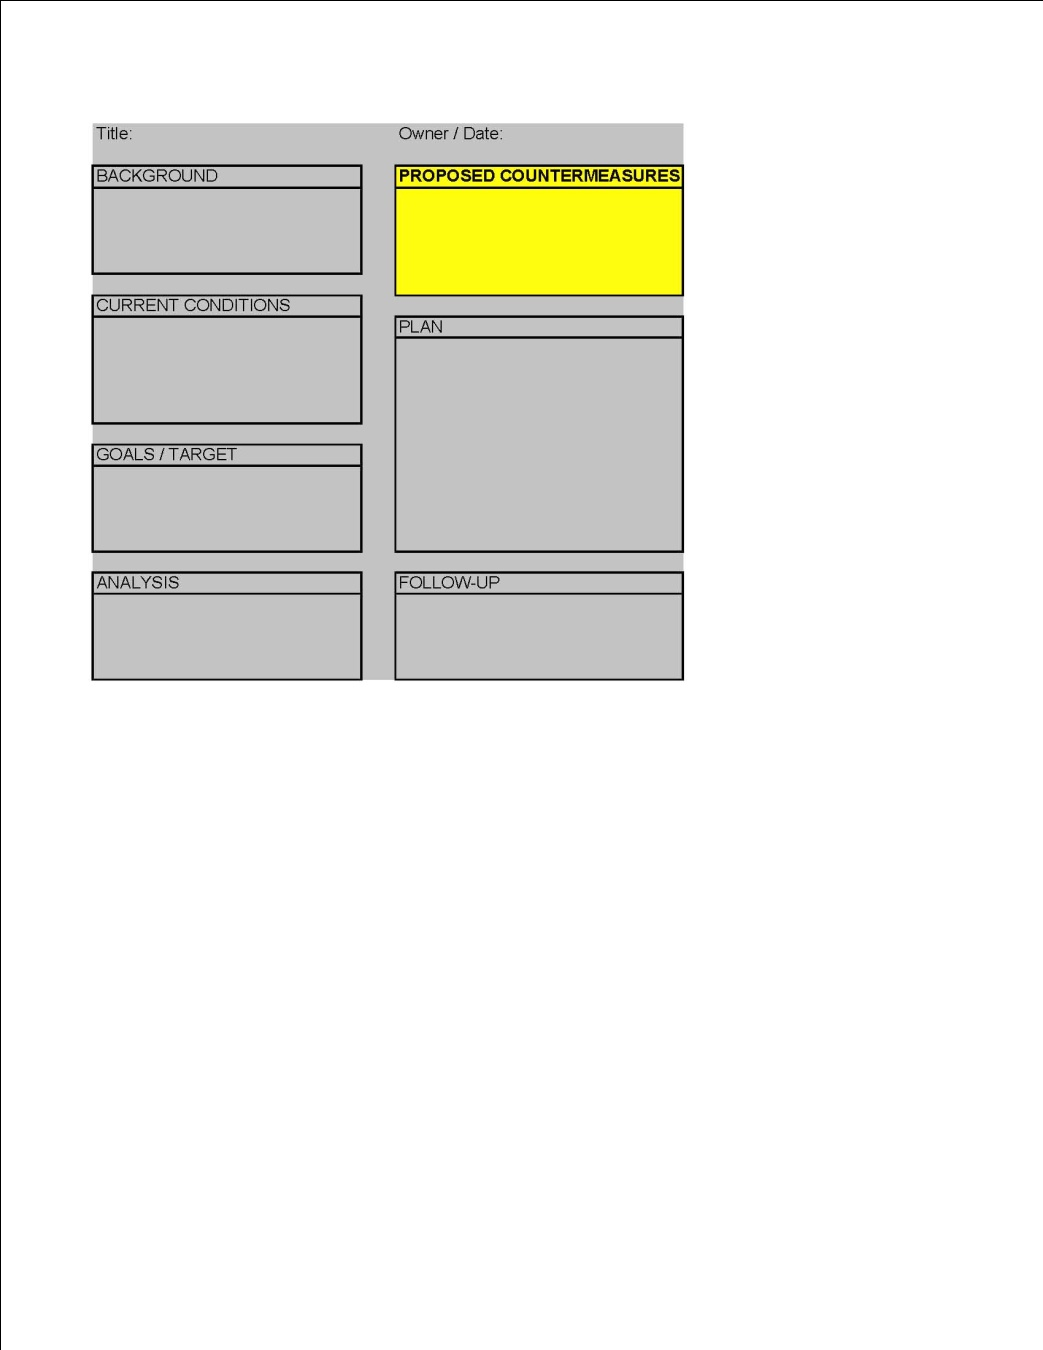 Title:
Owner / Date:
BACKGROUND
CURRENT CONDITIONS
GOALS / TARGET
ANALYSIS
PROPOSED COUNTERMEASURES
PLAN
FOLLOW-UP